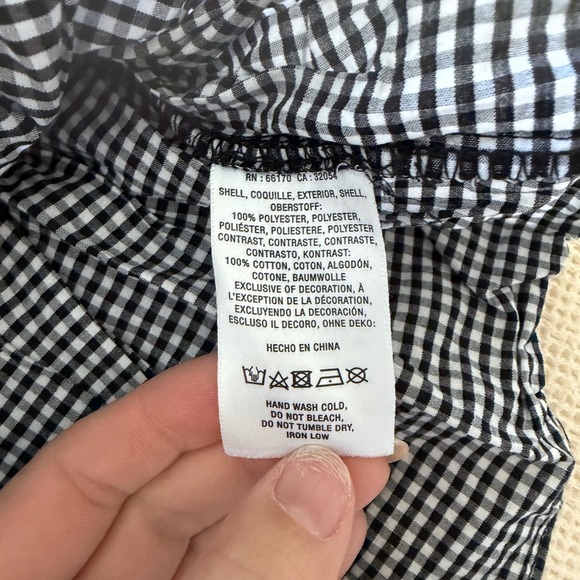 RN : 66170 CA : 32054
SHELL, COQUILLE, EXTERIOR, SHELL,
OBERSTOFF:
100% POLYESTER, POLYESTER,
POLIÉSTER, POLIESTERE, POLYESTER
CONTRAST, CONTRASTE, CONTRASTE,
CONTRASTO, KONTRAST:
100% COTTON, COTON, ALGODÓN,
COTONE, BAUMWOLLE
EXCLUSIVE OF DECORATION, À
L'EXCEPTION DE LA DÉCORATION,
EXCLUYENDO LA DECORACIÓN,
ESCLUSO IL DECORO, OHNE DEKO:
HECHO EN CHINA
HAND WASH COLD,
DO NOT BLEACH,
DO NOT TUMBLE DRY,
IRON LOW